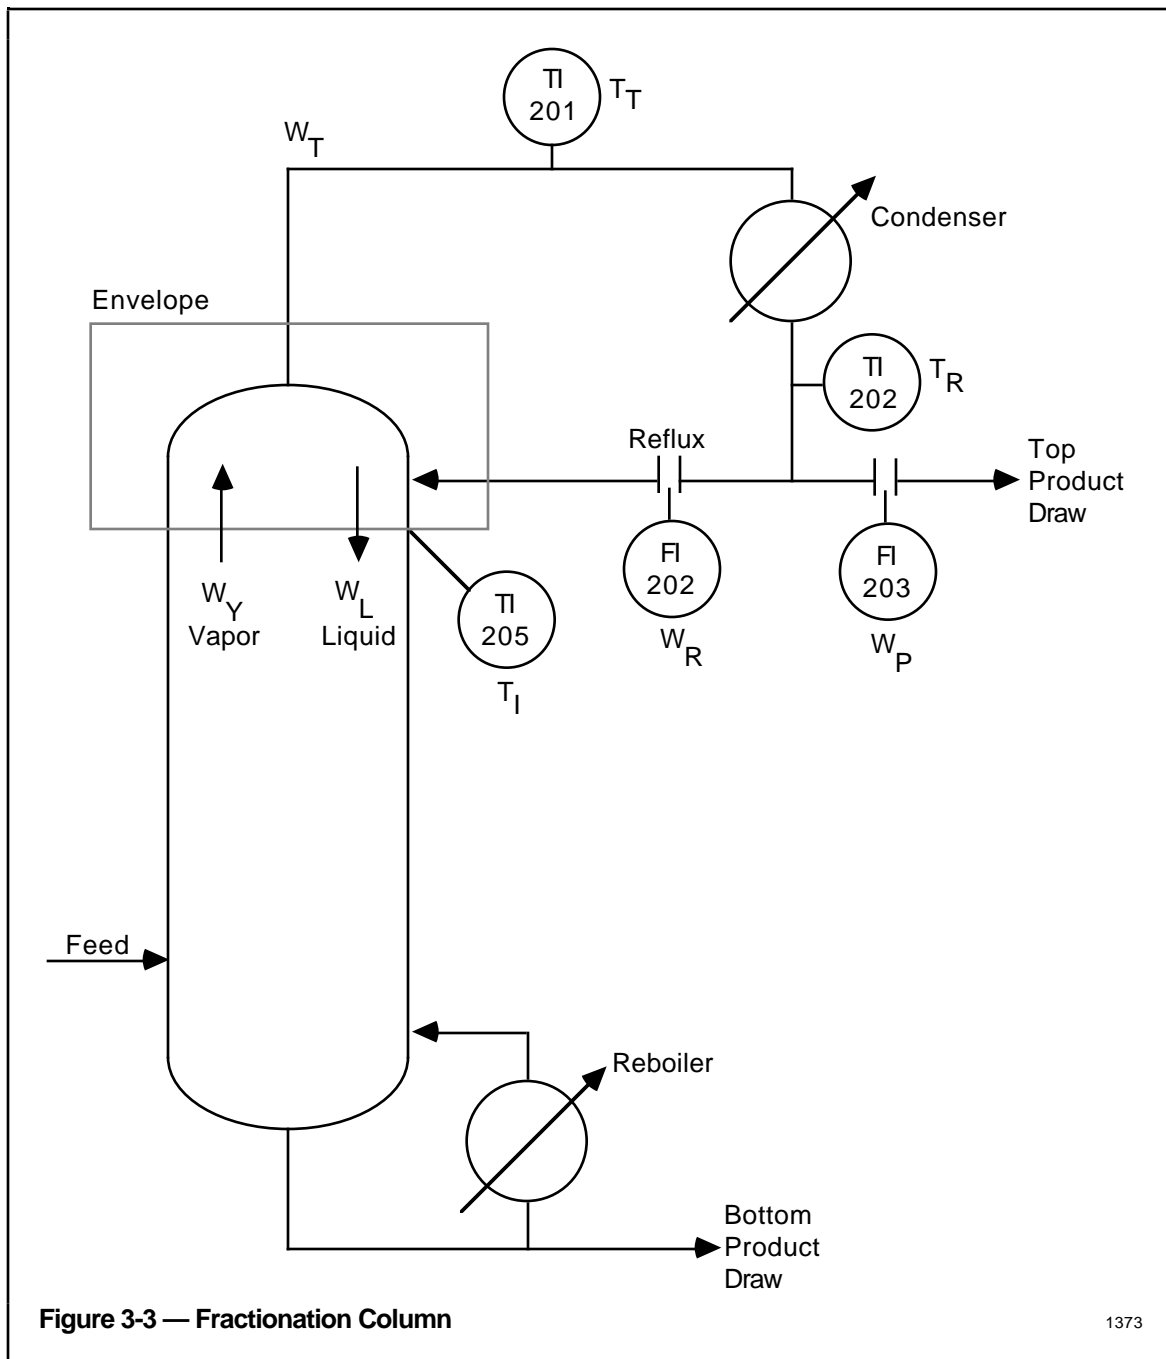 TI
201
T_T
W_T
Condenser
Envelope
TI
202
T_R
Reflux
Top
Product
Draw
FI
202
W_R
FI
203
W_P
W_Y
Vapor
W_L
Liquid
TI
205
T_I
Feed
Reboiler
Bottom
Product
Draw
Figure 3-3 — Fractionation Column
1373